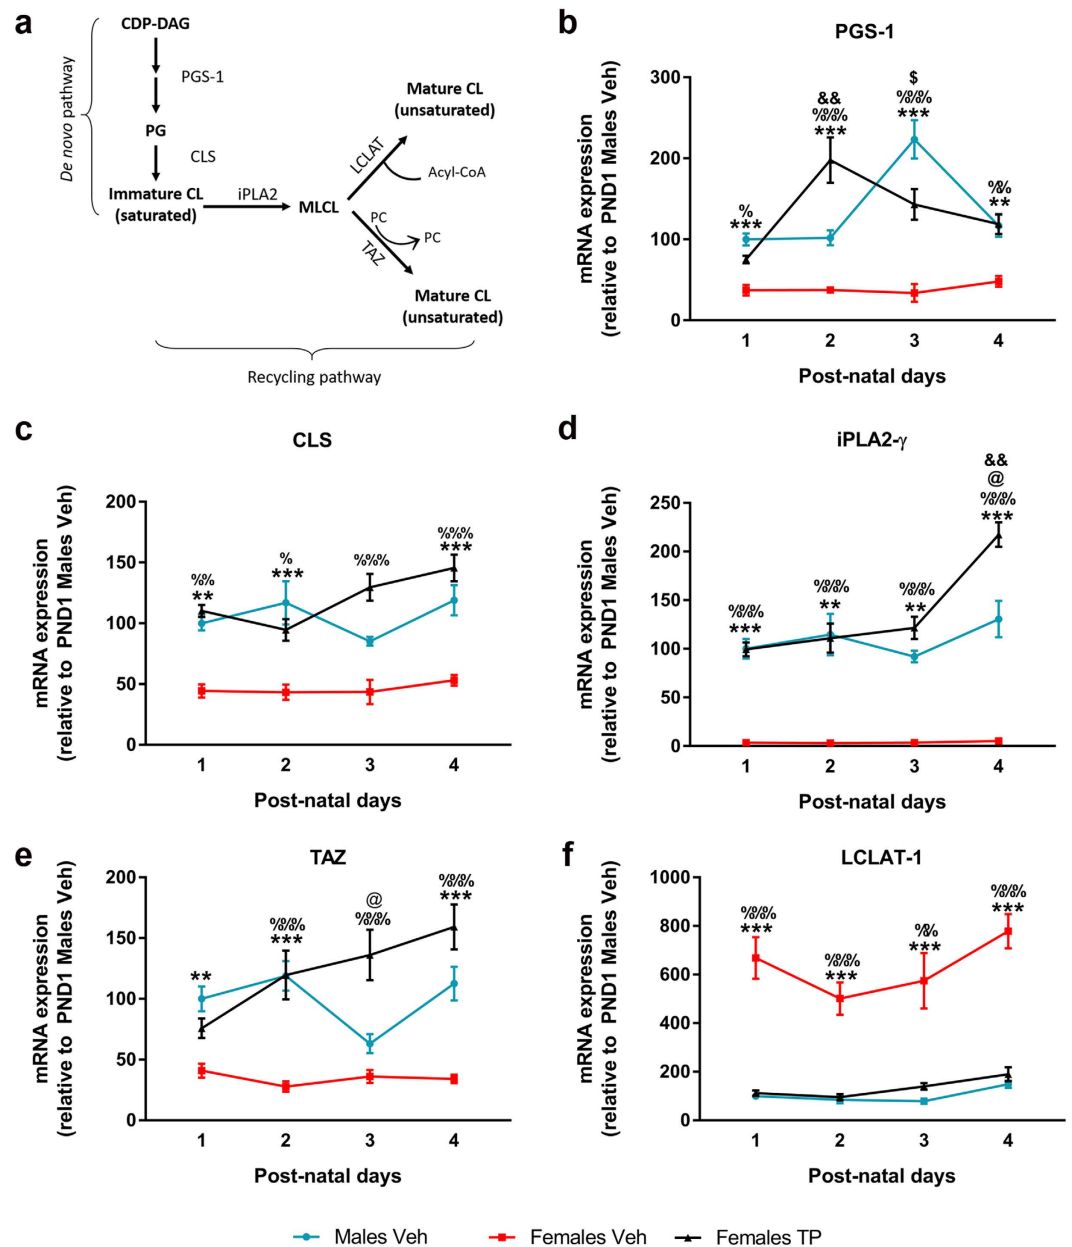 a
CDP-DAG
PGS-1
De novo pathway
PG
CLS
Immature CL
(saturated)
iPLA2
MLCL
LCLAT
Acyl-CoA
Mature CL
(unsaturated)
PC
PC
TAZ
Mature CL
(unsaturated)
Recycling pathway
b
PGS-1
mRNA expression
(relative to PND1 Males Veh)
300
200
100
0
%
***
&&
%%%
***
$
%%%
***
%%
**
1 2 3 4
Post-natal days
c
CLS
mRNA expression
(relative to PND1 Males Veh)
200
150
100
50
0
%%
**
%
***
%%%
%%%
***
1 2 3 4
Post-natal days
d
iPLA2-γ
mRNA expression
(relative to PND1 Males Veh)
250
200
150
100
50
0
%%%
***
%%%
**
%%%
**
&&
@
%%%
***
1 2 3 4
Post-natal days
e
TAZ
mRNA expression
(relative to PND1 Males Veh)
200
150
100
50
0
**
%%%
***
@
%%%
%%%
***
1 2 3 4
Post-natal days
f
LCLAT-1
mRNA expression
(relative to PND1 Males Veh)
1000
800
600
400
200
0
%%%
***
%%%
***
%%
***
%%%
***
1 2 3 4
Post-natal days
Males Veh Females Veh Females TP